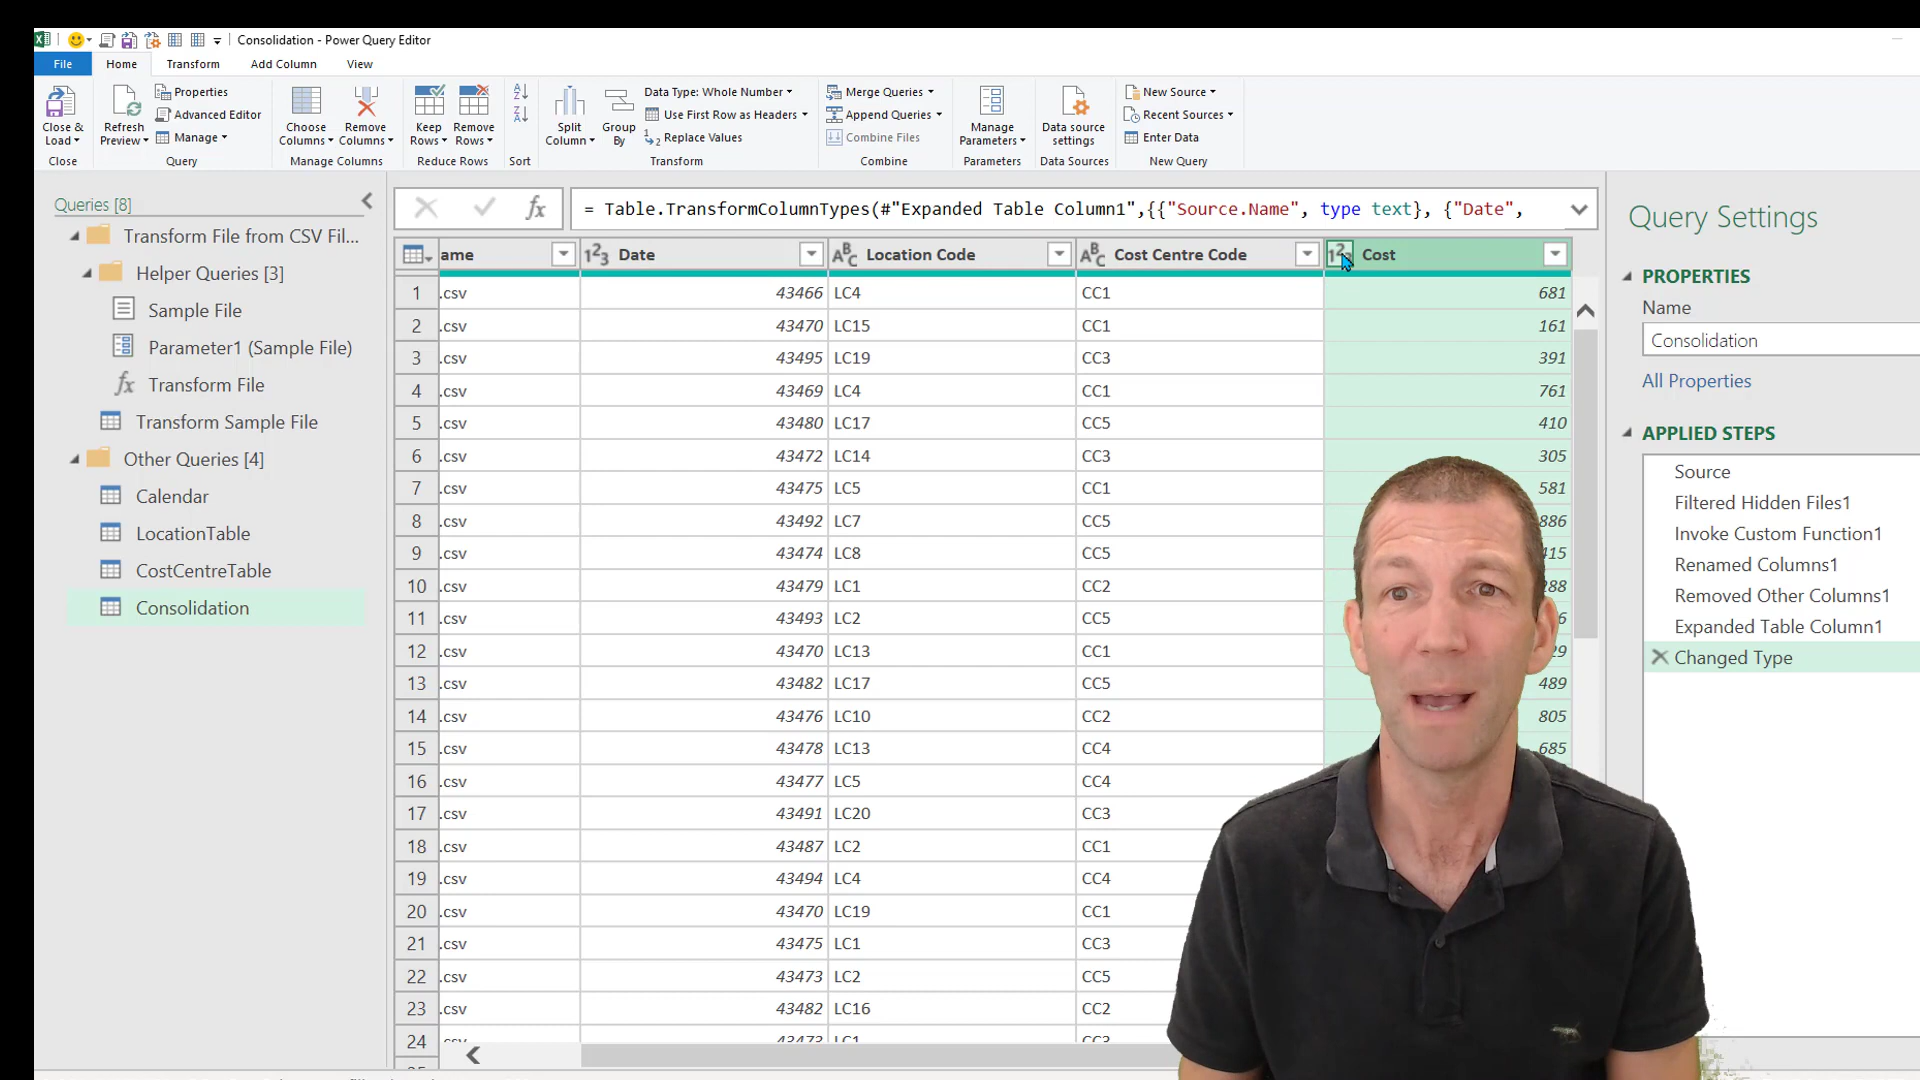 Consolidation - Power Query Editor
File Home Transform Add Column View
Close & Load
Close
Refresh Preview
Properties
Advanced Editor
Manage
Query
Choose Columns
Remove Columns
Manage Columns
Keep Rows
Remove Rows
Reduce Rows
Sort
Split Column
Group By
Data Type: Whole Number
Use First Row as Headers
Replace Values
Transform
Merge Queries
Append Queries
Combine Files
Combine
Manage Parameters
Parameters
Data source settings
Data Sources
New Source
Recent Sources
Enter Data
New Query
Queries [8]
Transform File from CSV Fil...
Helper Queries [3]
Sample File
Parameter1 (Sample File)
Transform File
Transform Sample File
Other Queries [4]
Calendar
LocationTable
CostCentreTable
Consolidation
= Table.TransformColumnTypes(#"Expanded Table Column1",{{"Source.Name", type text}, {"Date",
ame Date Location Code Cost Centre Code Cost
1 .csv 43466 LC4 CC1 681
2 .csv 43470 LC15 CC1 161
3 .csv 43495 LC19 CC3 391
4 .csv 43469 LC4 CC1 761
5 .csv 43480 LC17 CC5 410
6 .csv 43472 LC14 CC3 305
7 .csv 43475 LC5 CC1 581
8 .csv 43492 LC7 CC5 886
9 .csv 43474 LC8 CC5 415
10 .csv 43479 LC1 CC2 288
11 .csv 43493 LC2 CC5 6
12 .csv 43470 LC13 CC1 29
13 .csv 43482 LC17 CC5 489
14 .csv 43476 LC10 CC2 805
15 .csv 43478 LC13 CC4 685
16 .csv 43477 LC5 CC4
17 .csv 43491 LC20 CC3
18 .csv 43487 LC2 CC1
19 .csv 43494 LC4 CC4
20 .csv 43470 LC19 CC1
21 .csv 43475 LC1 CC3
22 .csv 43473 LC2 CC5
23 .csv 43482 LC16 CC2
24 .csv 43473 LC1 CC3
Query Settings
PROPERTIES
Name
Consolidation
All Properties
APPLIED STEPS
Source
Filtered Hidden Files1
Invoke Custom Function1
Renamed Columns1
Removed Other Columns1
Expanded Table Column1
Changed Type